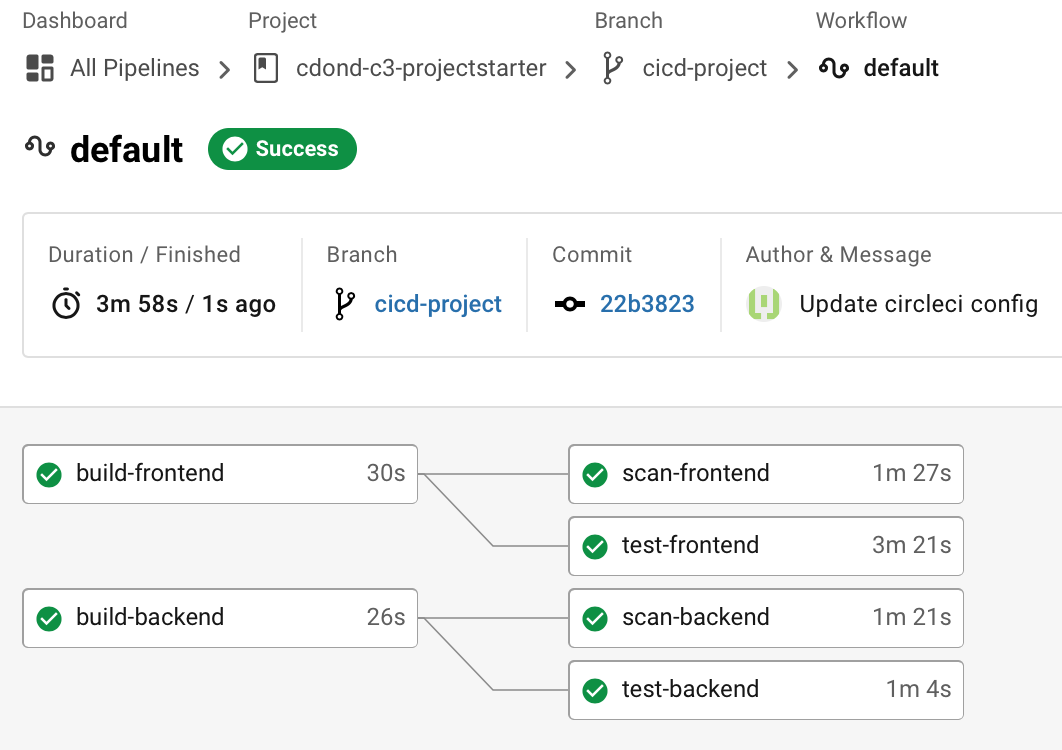 Dashboard Project Branch Workflow
All Pipelines cdond-c3-projectstarter cicd-project default
default Success
Duration / Finished Branch Commit Author & Message
3m 58s / 1s ago cicd-project 22b3823 Update circleci config
build-frontend 30s scan-frontend 1m 27s
test-frontend 3m 21s
build-backend 26s scan-backend 1m 21s
test-backend 1m 4s